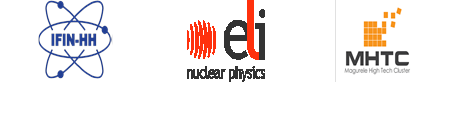 IFIN-HH
eli
nuclear physics
MHTC
Magurele High Tech Cluster